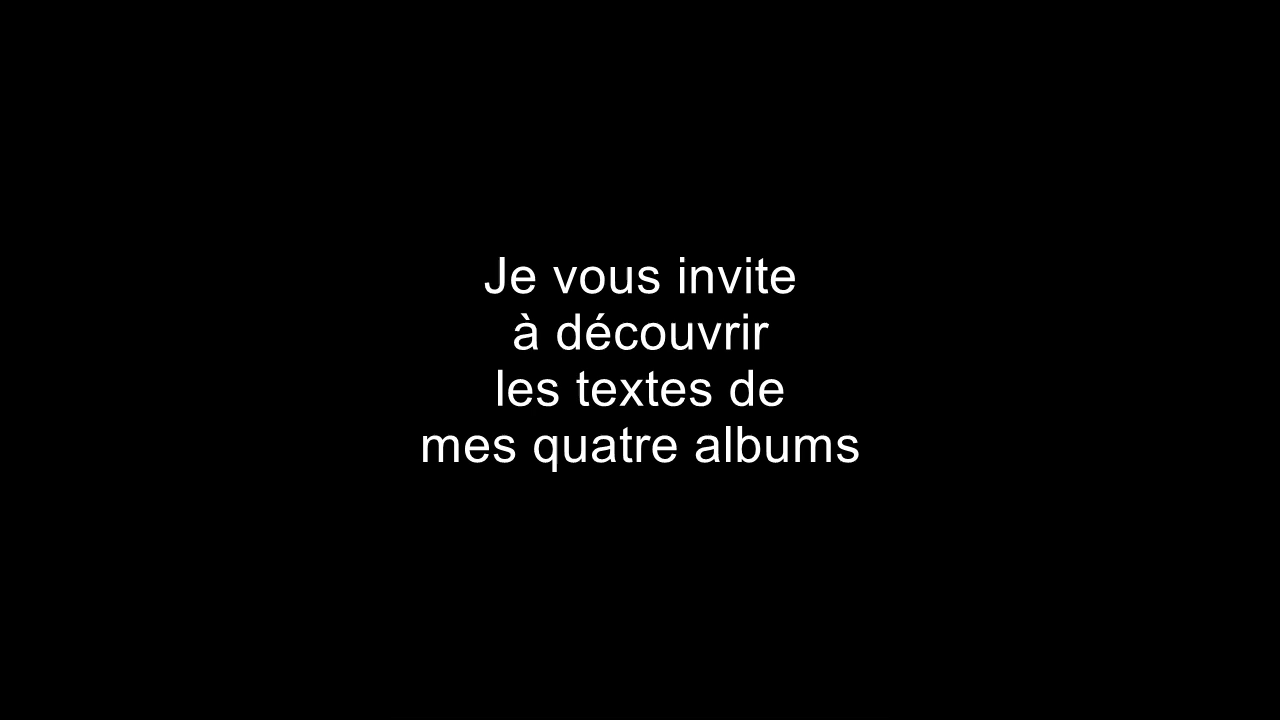 Je vous invite
à découvrir
les textes de
mes quatre albums